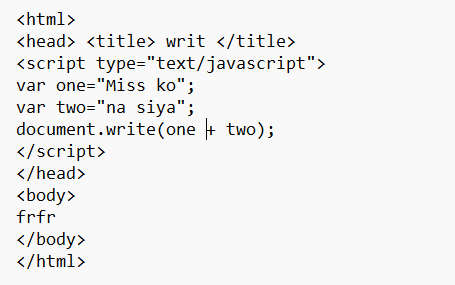 <html>
<head> <title> writ </title>
<script type="text/javascript">
var one="Miss ko";
var two="na siya";
document.write(one + two);
</script>
</head>
<body>
frfr
</body>
</html>